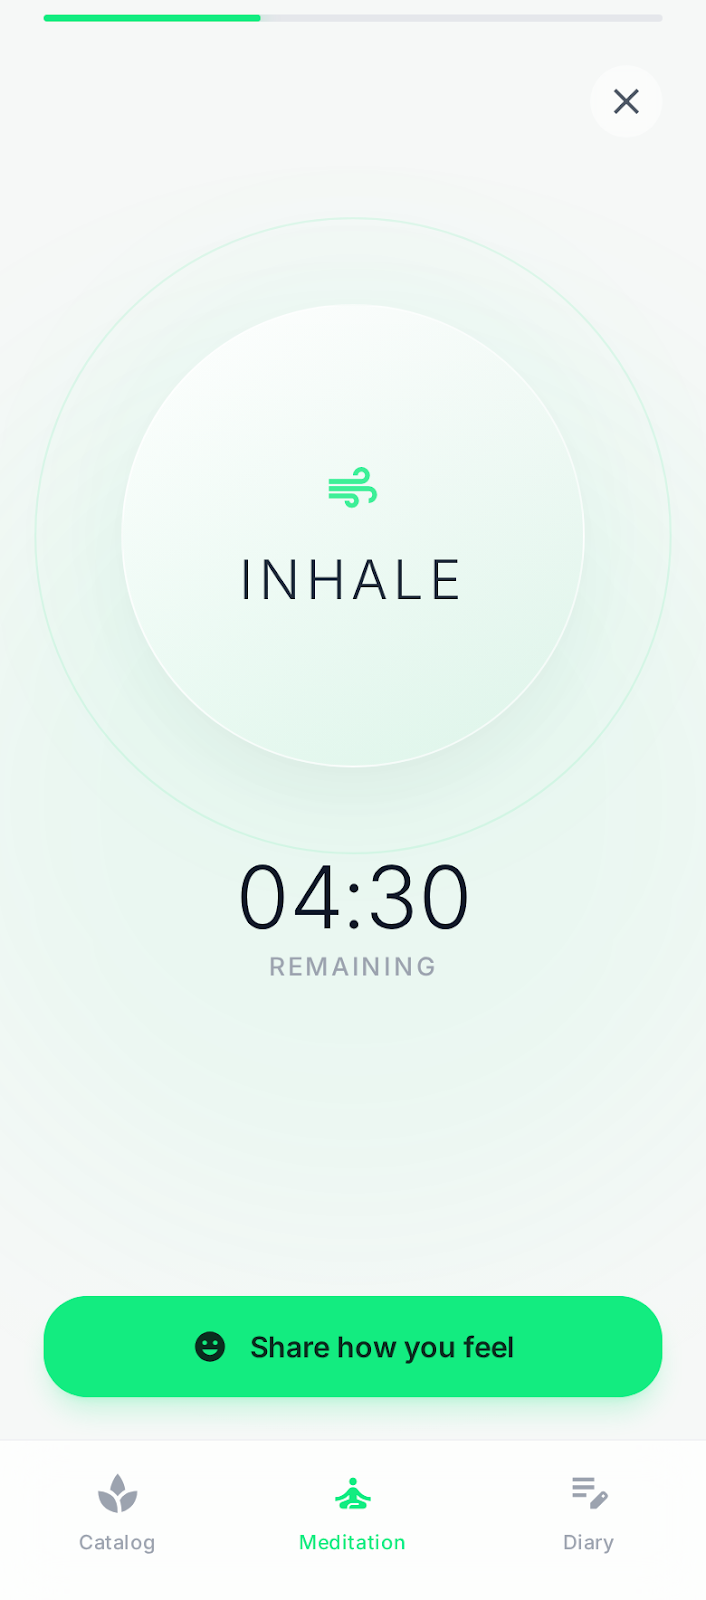 INHALE
04:30
REMAINING
Share how you feel
Catalog
Meditation
Diary